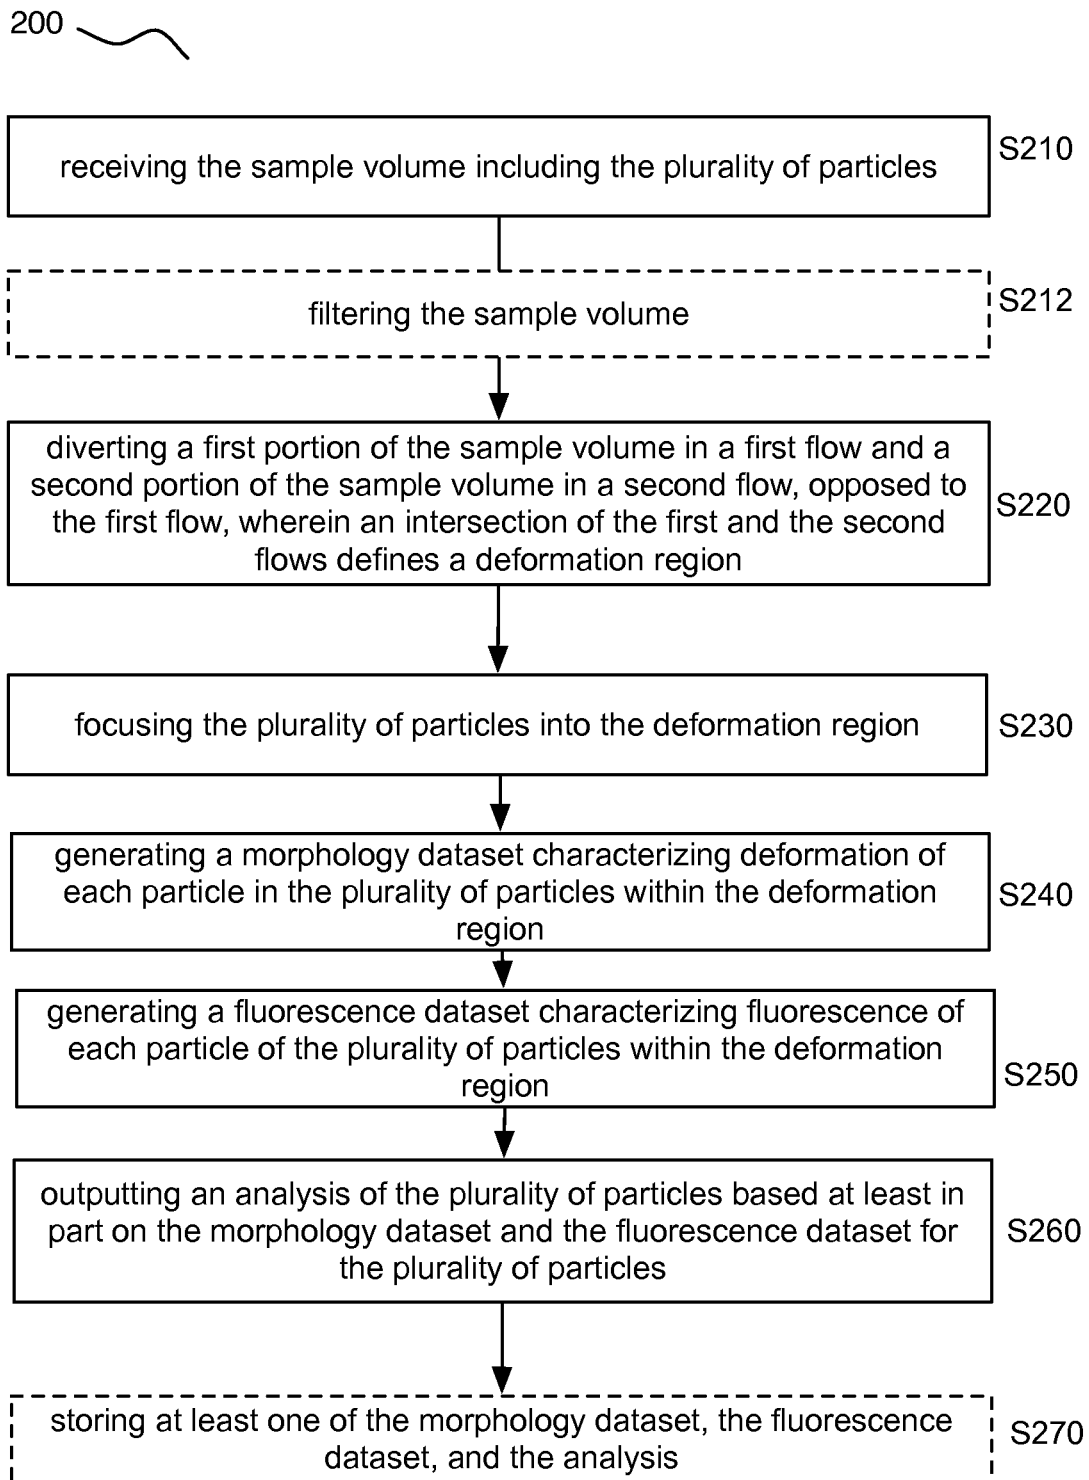 200
receiving the sample volume including the plurality of particles
S210
filtering the sample volume
S212
diverting a first portion of the sample volume in a first flow and a
second portion of the sample volume in a second flow, opposed to
the first flow, wherein an intersection of the first and the second
flows defines a deformation region
S220
focusing the plurality of particles into the deformation region
S230
generating a morphology dataset characterizing deformation of
each particle in the plurality of particles within the deformation
region
S240
generating a fluorescence dataset characterizing fluorescence of
each particle of the plurality of particles within the deformation
region
S250
outputting an analysis of the plurality of particles based at least in
part on the morphology dataset and the fluorescence dataset for
the plurality of particles
S260
storing at least one of the morphology dataset, the fluorescence
dataset, and the analysis
S270